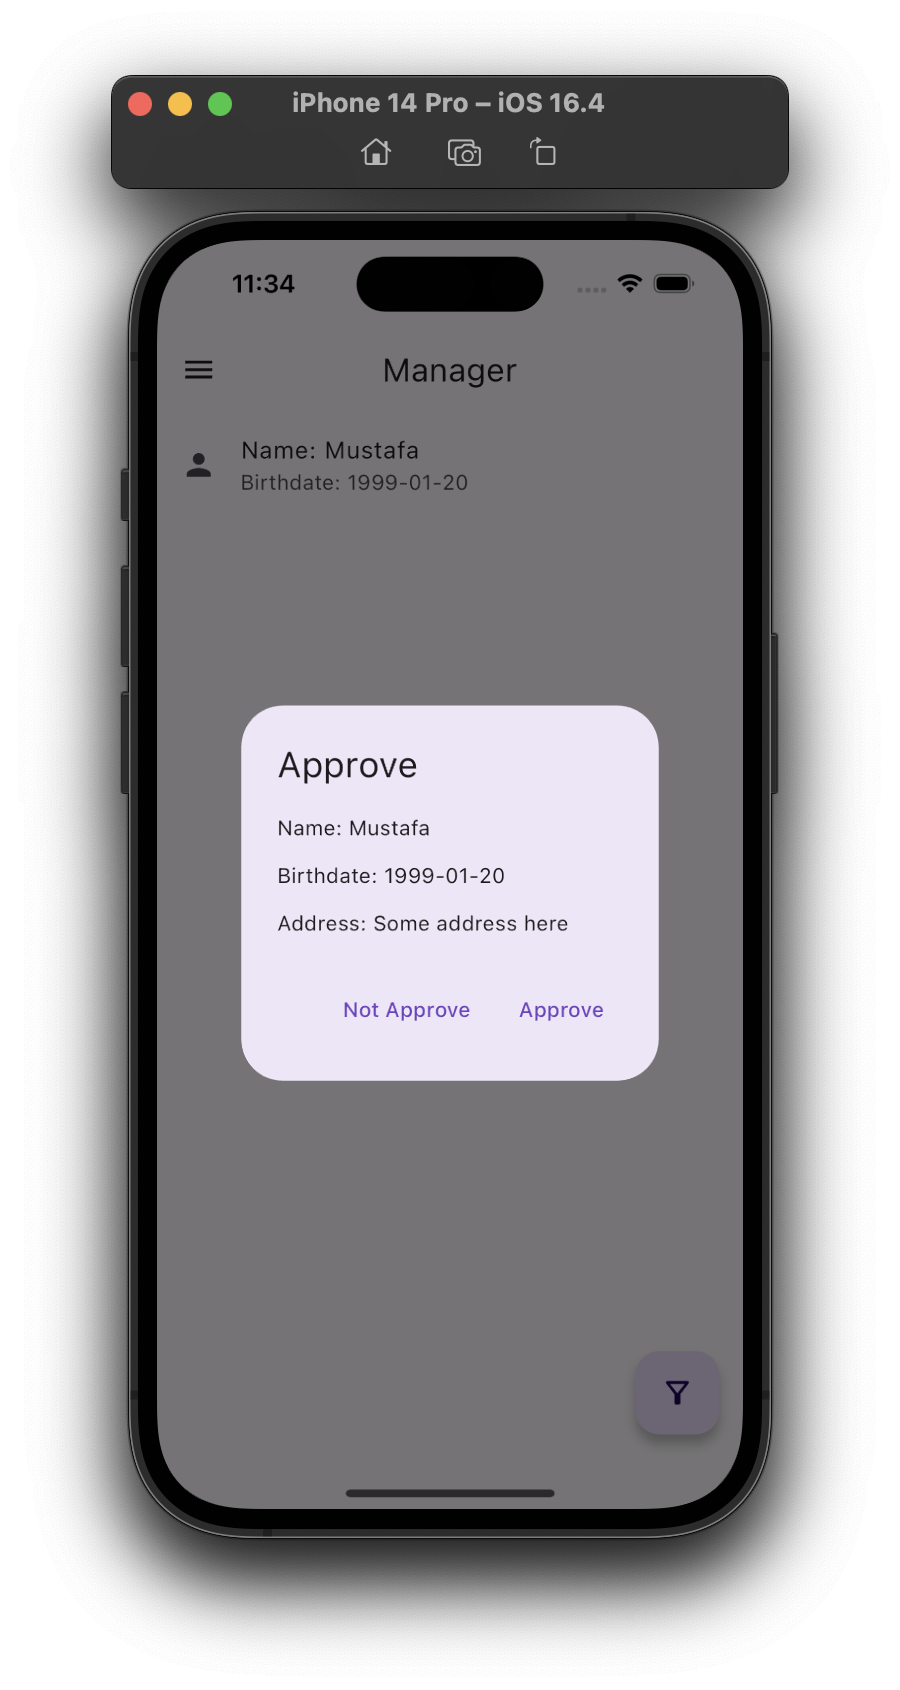 iPhone 14 Pro – iOS 16.4
11:34
Manager
Name: Mustafa
Birthdate: 1999-01-20
Approve
Name: Mustafa
Birthdate: 1999-01-20
Address: Some address here
Not Approve Approve